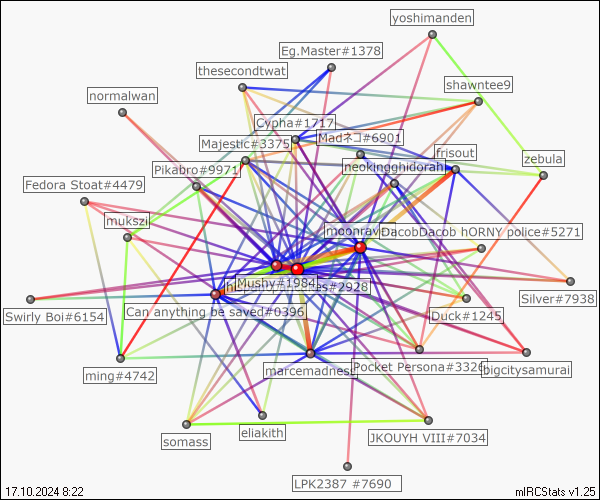 yoshimanden
Eg.Master#1378
thesecondtwat
shawntee9
normalwan
Cypha#1717
Madネコ#6901
Majestic#3375
frisout
zebula
Pikabro#9971
neokingghidorah
Fedora Stoat#4479
mukszi
moonrave
DacobDacob hORNY police#5271
Mushy#1984
#2928
Silver#7938
Can anything be saved#0396
Swirly Boi#6154
Duck#1245
marcemadness
Pocket Persona#3326
bigcitysamurai
ming#4742
somass
eliakith
JKOUYH VIII#7034
LPK2387 #7690
17.10.2024 8:22
mIRCStats v1.25